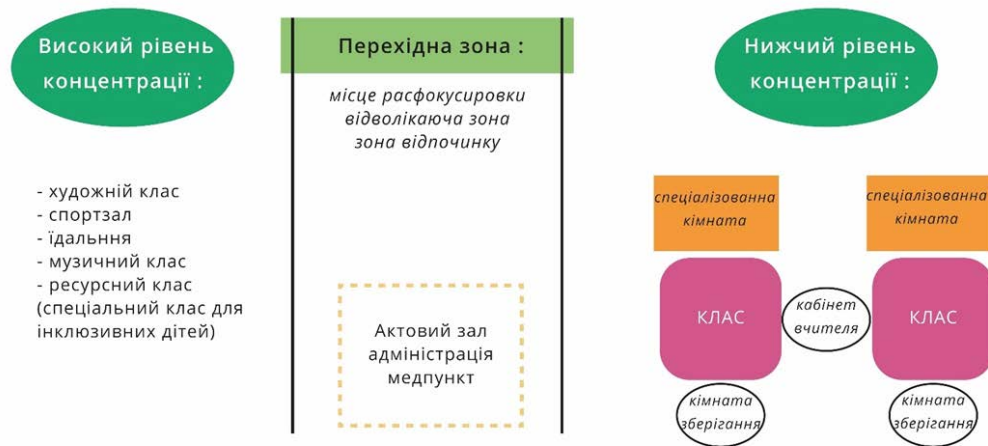 Високий рівень
концентрації :
- художній клас
- спортзал
- їдальння
- музичний клас
- ресурсний клас
(спеціальний клас для
інклюзивних дітей)
Перехідна зона :
місце расфокусировки
відволікаюча зона
зона відпочинку
Актовий зал
адміністрація
медпункт
Нижчий рівень
концентрації :
спеціалізованна
кімната
спеціалізованна
кімната
КЛАС
кабінет
вчителя
КЛАС
кімната
зберігання
кімната
зберігання